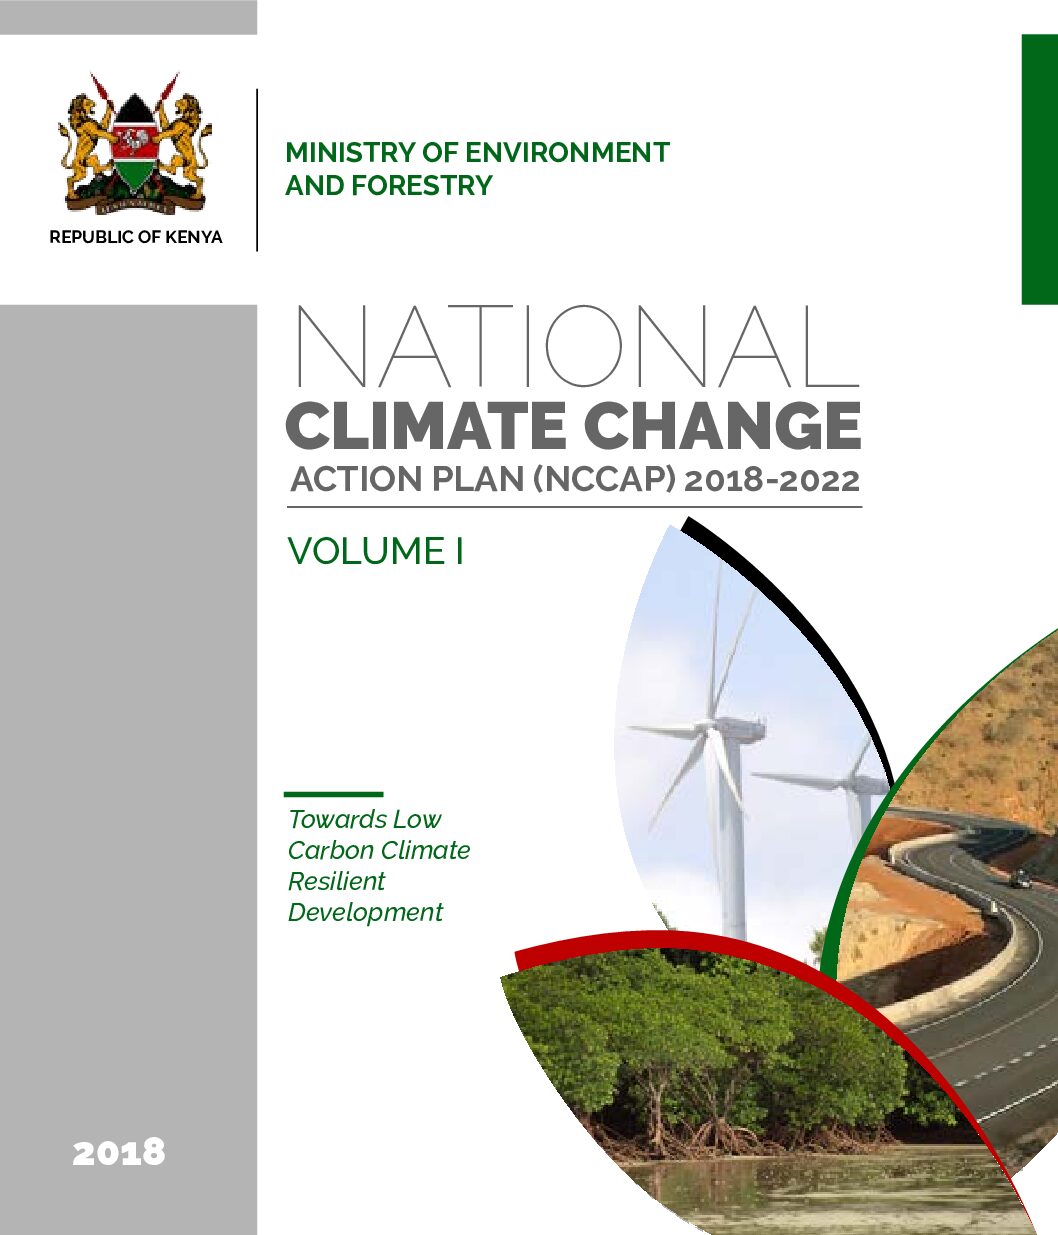 REPUBLIC OF KENYA
MINISTRY OF ENVIRONMENT
AND FORESTRY
NATIONAL
CLIMATE CHANGE
ACTION PLAN (NCCAP) 2018-2022
VOLUME I
Towards Low
Carbon Climate
Resilient
Development
2018